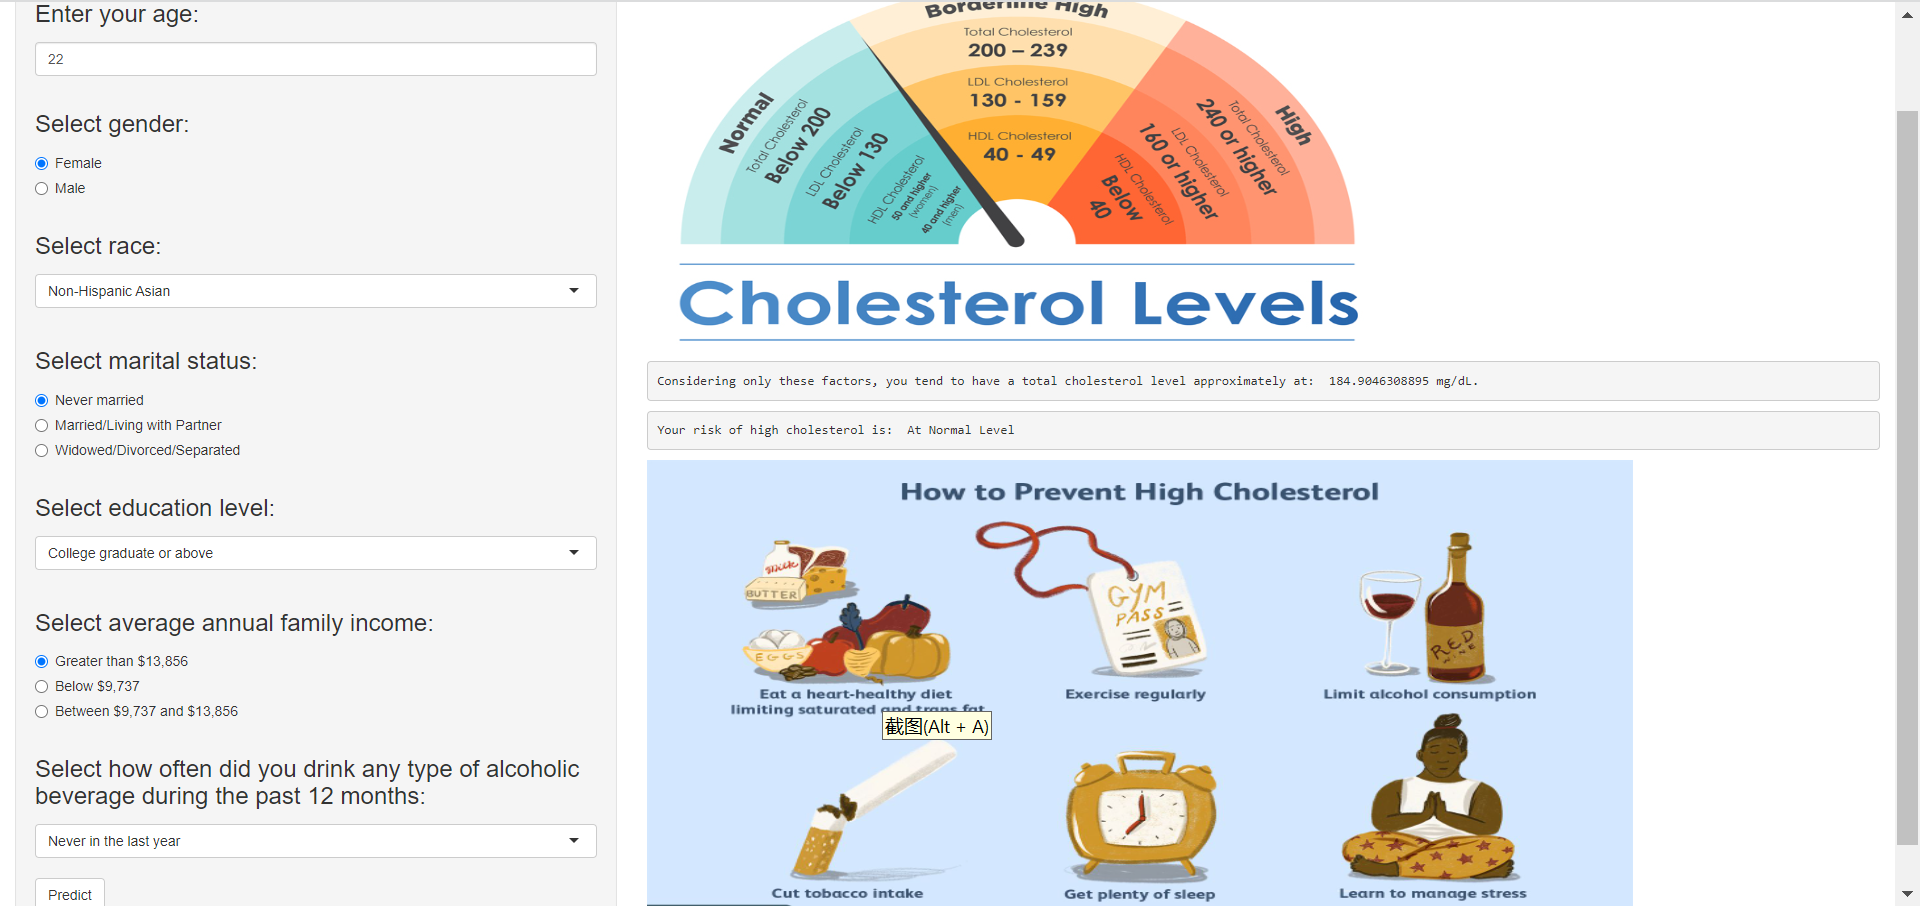 Enter your age:
22
Select gender:
Female
Male
Select race:
Non-Hispanic Asian
Select marital status:
Never married
Married/Living with Partner
Widowed/Divorced/Separated
Select education level:
College graduate or above
Select average annual family income:
Greater than $13,856
Below $9,737
Between $9,737 and $13,856
Select how often did you drink any type of alcoholic
beverage during the past 12 months:
Never in the last year
Predict
Normal
Total Cholesterol
Below 200
LDL Cholesterol
Below 130
HDL Cholesterol
50 and higher
(women)
40 and higher
(men)
Borderline High
Total Cholesterol
200 – 239
LDL Cholesterol
130 - 159
HDL Cholesterol
40 - 49
High
Total Cholesterol
240 or higher
LDL Cholesterol
160 or higher
HDL Cholesterol
Below
40
Cholesterol Levels
Considering only these factors, you tend to have a total cholesterol level approximately at:  184.9046308895 mg/dL.
Your risk of high cholesterol is:  At Normal Level
How to Prevent High Cholesterol
Milk
BUTTER
EGGS
Eat a heart-healthy diet
limiting saturated and trans fat
GYM
PASS
Exercise regularly
RED
WINE
Limit alcohol consumption
截图(Alt + A)
Cut tobacco intake
Get plenty of sleep
Learn to manage stress